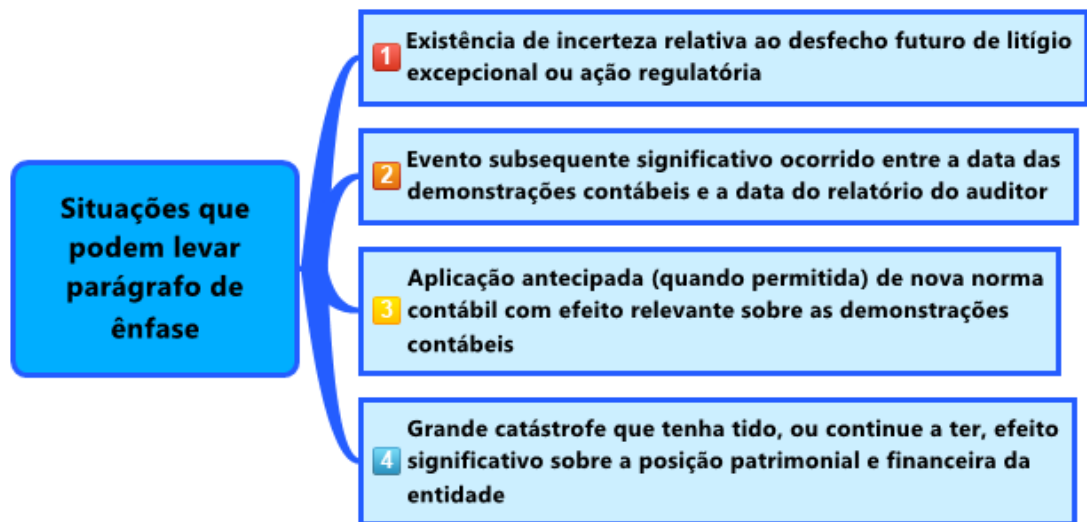 Situações que
podem levar
parágrafo de
ênfase
1 Existência de incerteza relativa ao desfecho futuro de litígio
excepcional ou ação regulatória
2 Evento subsequente significativo ocorrido entre a data das
demonstrações contábeis e a data do relatório do auditor
3 Aplicação antecipada (quando permitida) de nova norma
contábil com efeito relevante sobre as demonstrações
contábeis
4 Grande catástrofe que tenha tido, ou continue a ter, efeito
significativo sobre a posição patrimonial e financeira da
entidade